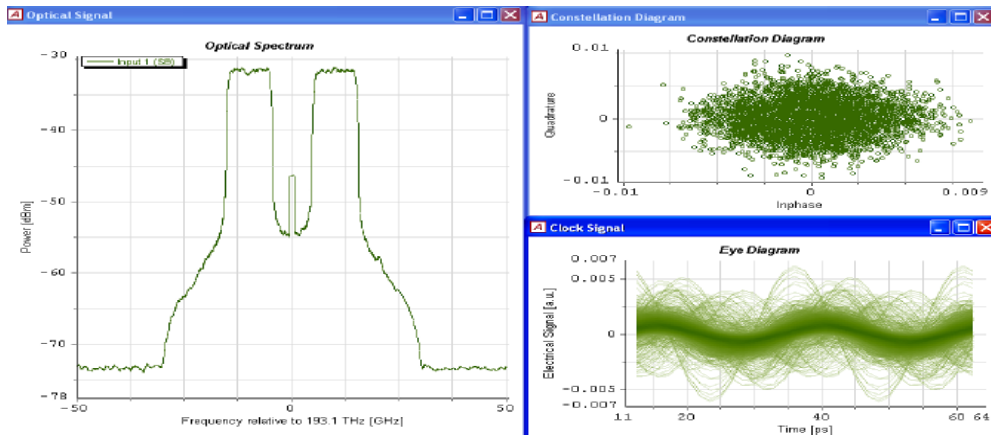 Optical Signal
Optical Spectrum
Input 1 (SB)
-30
-40
-50
-60
-70
-78
Power [dBm]
-50
0
50
Frequency relative to 193.1 THz [GHz]
Constellation Diagram
Constellation Diagram
0.01
0
-0.01
Quadrature
-0.01
0
0.009
Inphase
Clock Signal
Eye Diagram
0.007
0.005
0
-0.005
-0.007
Electrical Signal [a.u.]
11
20
40
60
64
Time [ps]